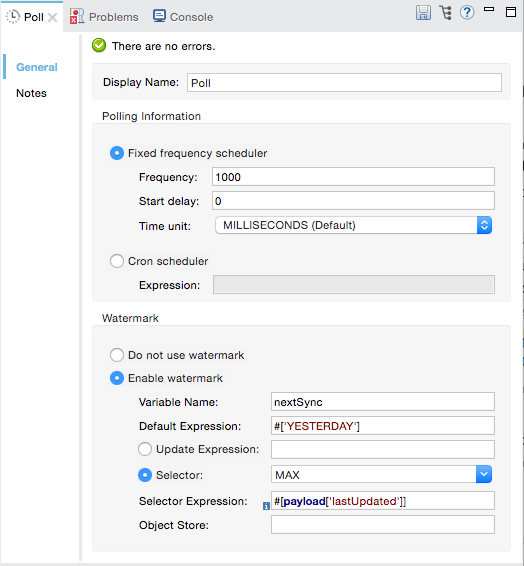 Poll Problems Console
There are no errors.
General
Notes
Display Name: Poll
Polling Information
Fixed frequency scheduler
Frequency: 1000
Start delay: 0
Time unit: MILLISECONDS (Default)
Cron scheduler
Expression:
Watermark
Do not use watermark
Enable watermark
Variable Name: nextSync
Default Expression: #['YESTERDAY']
Update Expression:
Selector: MAX
Selector Expression: #[payload['lastUpdated']]
Object Store: